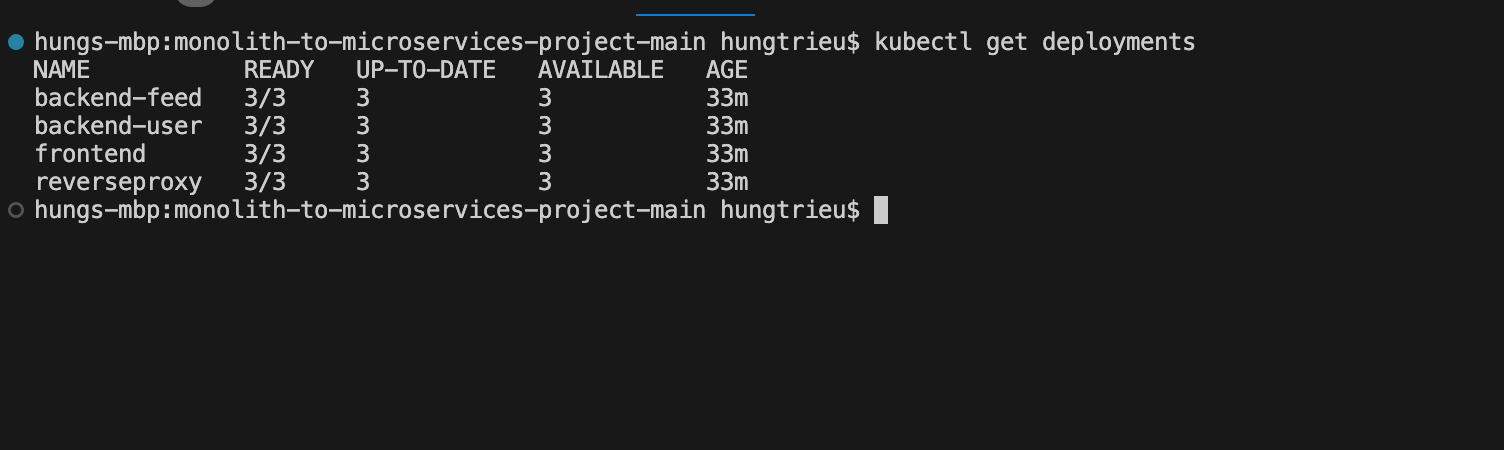 hungs-mbp:monolith-to-microservices-project-main hungtrieu$ kubectl get deployments
NAME           READY   UP-TO-DATE   AVAILABLE   AGE
backend-feed   3/3     3            3           33m
backend-user   3/3     3            3           33m
frontend       3/3     3            3           33m
reverseproxy   3/3     3            3           33m
hungs-mbp:monolith-to-microservices-project-main hungtrieu$